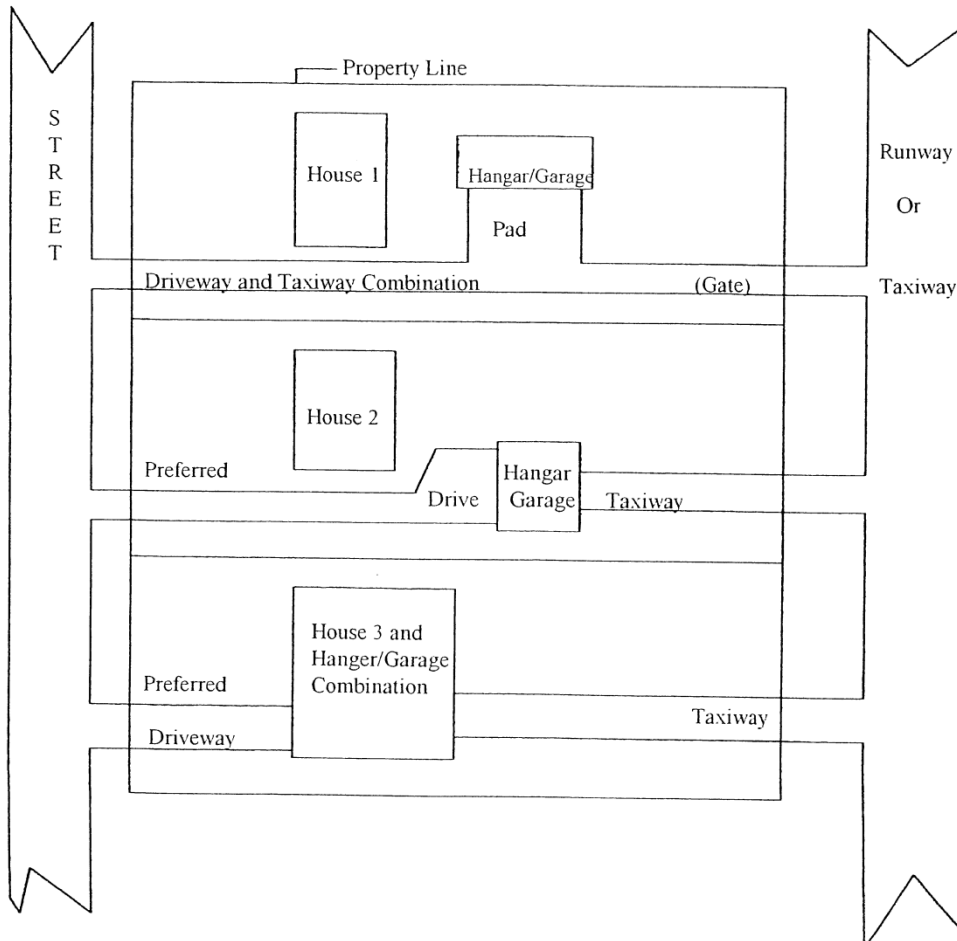 Property Line
STREET
House 1
Hangar/Garage
Pad
Runway
Or
Taxiway
Driveway and Taxiway Combination
(Gate)
House 2
Preferred
Drive
Hangar
Garage
Taxiway
House 3 and
Hanger/Garage
Combination
Preferred
Driveway
Taxiway